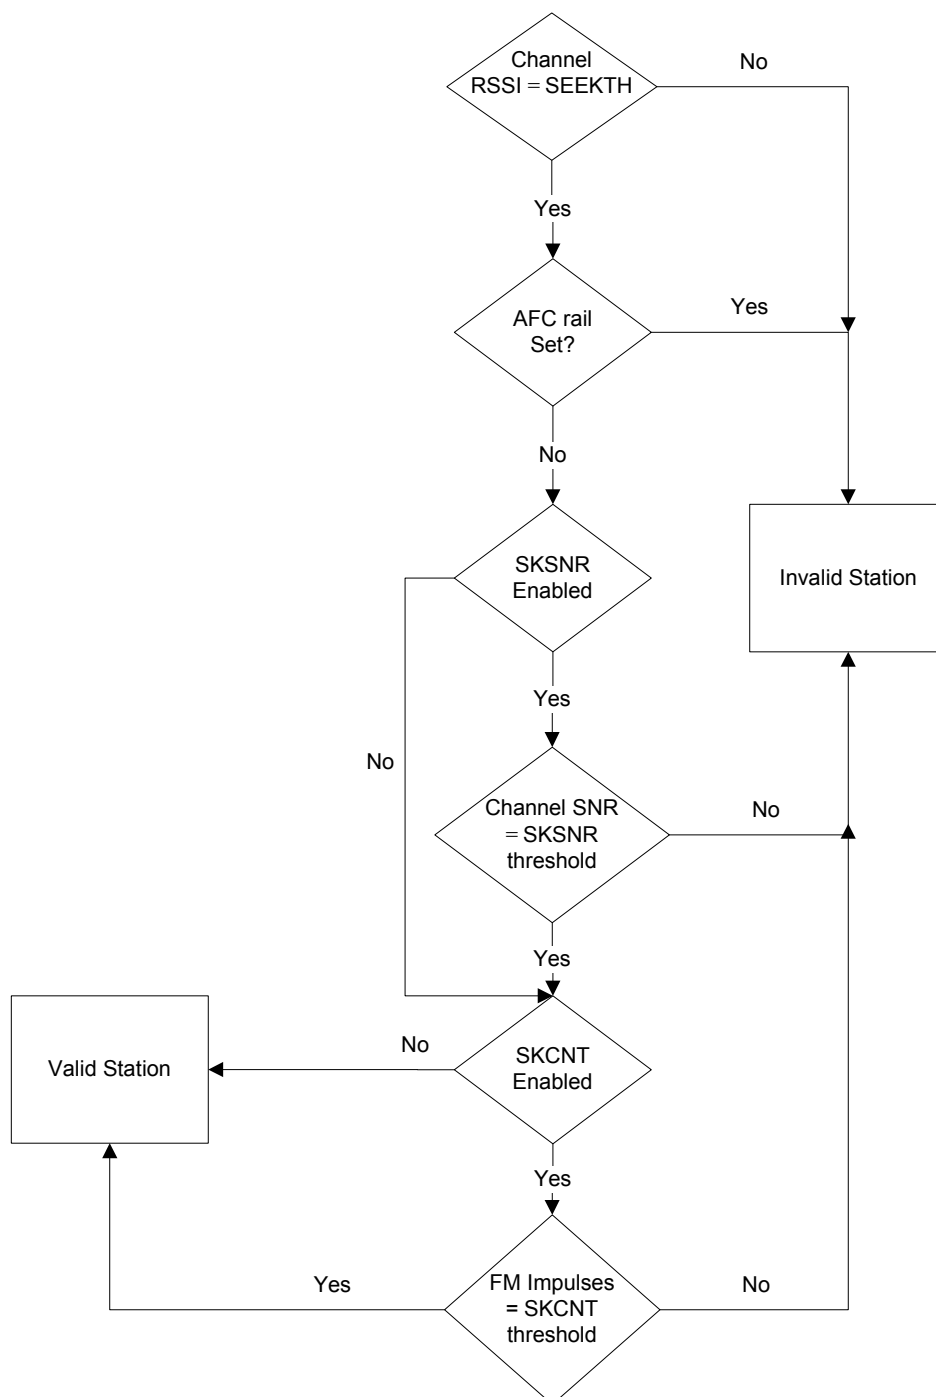 Channel
RSSI = SEEKTH
No
Yes
AFC rail
Set?
Yes
No
SKSNR
Enabled
Invalid Station
Yes
No
Channel SNR
= SKSNR
threshold
No
Yes
Valid Station
No
SKCNT
Enabled
Yes
Yes
FM Impulses
= SKCNT
threshold
No